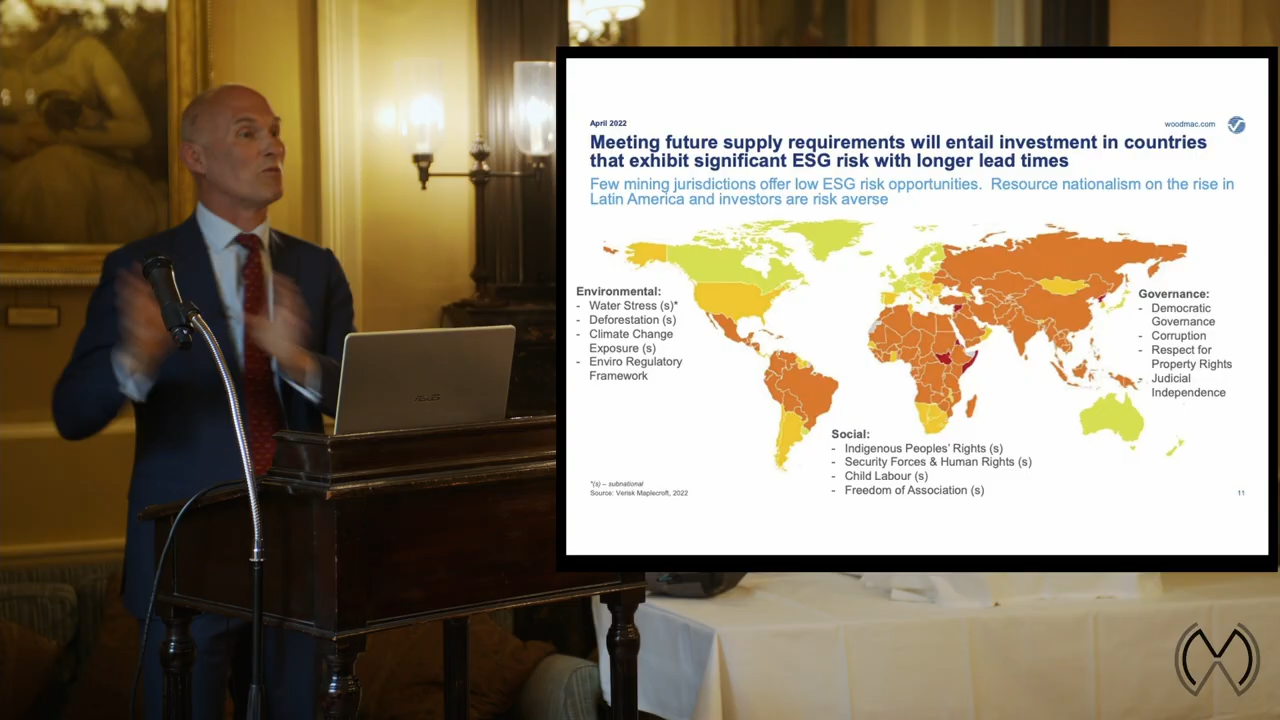 April 2022
woodmac.com
Meeting future supply requirements will entail investment in countries
that exhibit significant ESG risk with longer lead times
Few mining jurisdictions offer low ESG risk opportunities. Resource nationalism on the rise in
Latin America and investors are risk averse
Environmental:
- Water Stress (s)*
- Deforestation (s)
- Climate Change
Exposure (s)
- Enviro Regulatory
Framework
Governance:
- Democratic
Governance
- Corruption
- Respect for
Property Rights
- Judicial
Independence
Social:
- Indigenous Peoples' Rights (s)
- Security Forces & Human Rights (s)
- Child Labour (s)
- Freedom of Association (s)
*(s) – subnational
Source: Verisk Maplecroft, 2022
11
ASUS